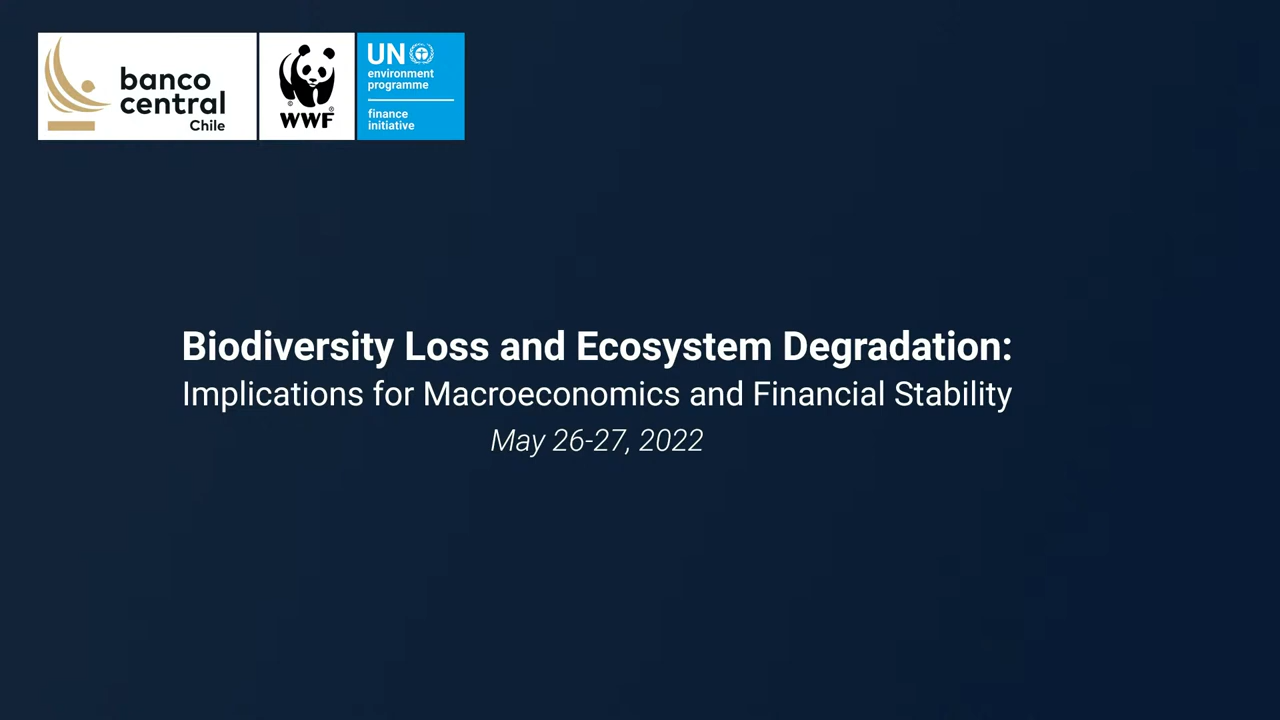 banco
central
Chile
WWF
UN
environment
programme
finance
initiative
Biodiversity Loss and Ecosystem Degradation:
Implications for Macroeconomics and Financial Stability
May 26-27, 2022